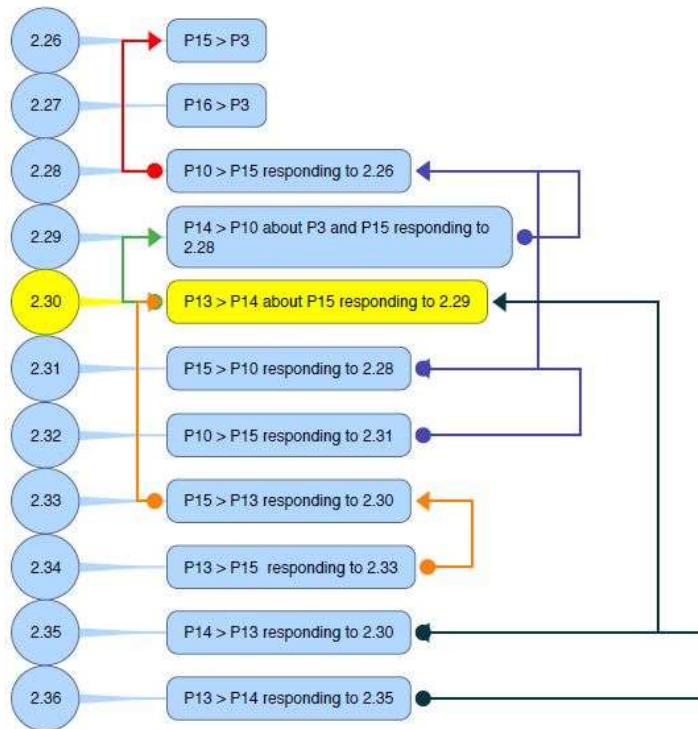 2.26
P15 > P3
2.27
P16 > P3
2.28
P10 > P15 responding to 2.26
2.29
P14 > P10 about P3 and P15 responding to
2.28
2.30
P13 > P14 about P15 responding to 2.29
2.31
P15 > P10 responding to 2.28
2.32
P10 > P15 responding to 2.31
2.33
P15 > P13 responding to 2.30
2.34
P13 > P15  responding to 2.33
2.35
P14 > P13 responding to 2.30
2.36
P13 > P14 responding to 2.35